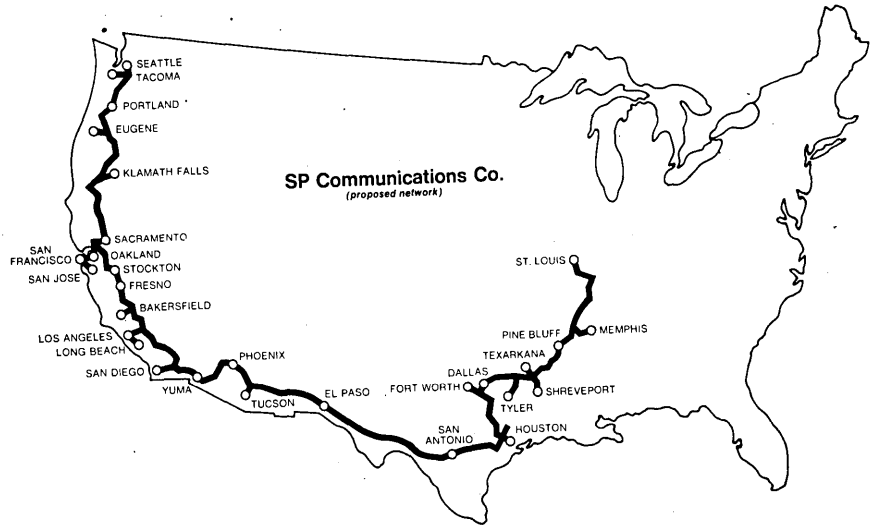 SEATTLE
TACOMA
PORTLAND
EUGENE
KLAMATH FALLS
SP Communications Co.
(proposed network)
SACRAMENTO
SAN
FRANCISCO
OAKLAND
STOCKTON
SAN JOSE
FRESNO
BAKERSFIELD
LOS ANGELES
LONG BEACH
SAN DIEGO
YUMA
PHOENIX
TUCSON
EL PASO
ST. LOUIS
PINE BLUFF
MEMPHIS
TEXARKANA
DALLAS
FORT WORTH
SHREVEPORT
TYLER
SAN
ANTONIO
HOUSTON